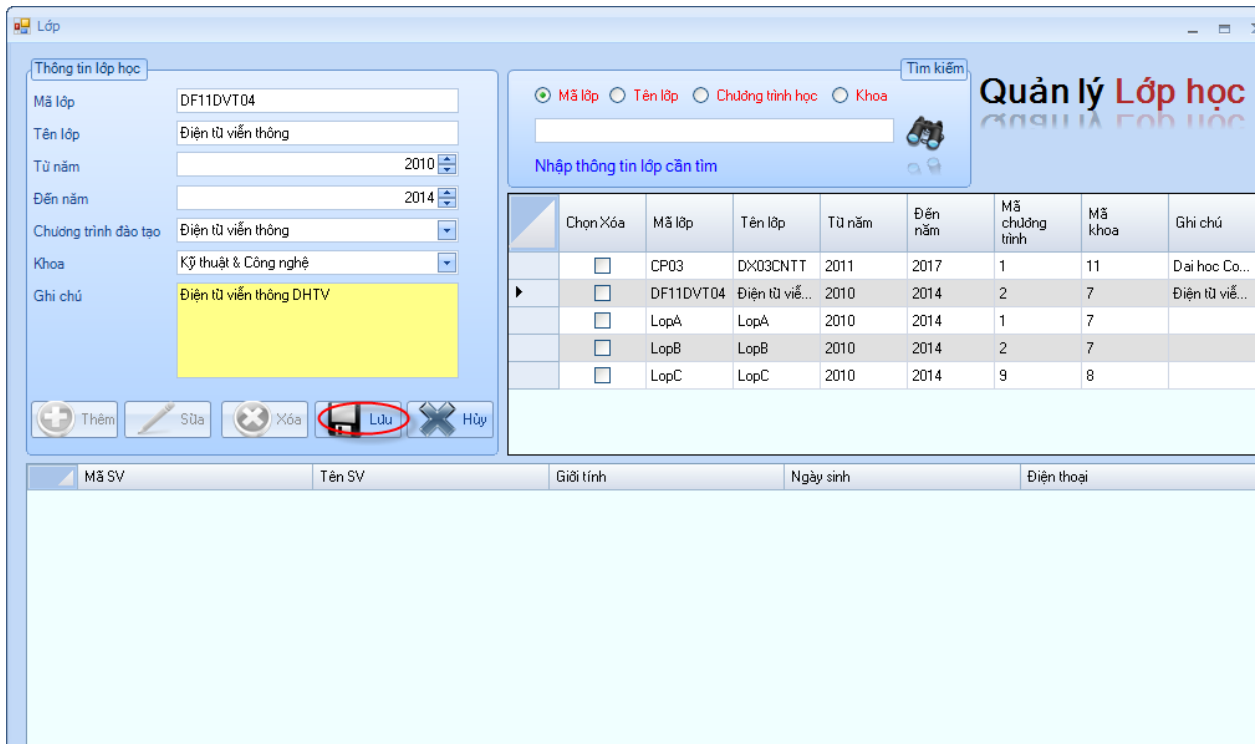 Lớp
Thông tin lớp học
Mã lớp DF11DVT04
Tên lớp Điện tử viễn thông
Từ năm 2010
Đến năm 2014
Chương trình đào tạo Điện tử viễn thông
Khoa Kỹ thuật & Công nghệ
Ghi chú Điện tử viễn thông DHTV
Thêm Sửa Xóa Lưu Hủy
Tìm kiếm
Mã lớp Tên lớp Chương trình học Khoa
Nhập thông tin lớp cần tìm
Quản lý Lớp học
Chọn Xóa Mã lớp Tên lớp Từ năm Đến năm Mã chương trình Mã khoa Ghi chú
CP03 DX03CNTT 2011 2017 1 11 Dai hoc Co...
DF11DVT04 Điện tử viễ... 2010 2014 2 7 Điện tử viễ...
LopA LopA 2010 2014 1 7
LopB LopB 2010 2014 2 7
LopC LopC 2010 2014 9 8
Mã SV Tên SV Giới tính Ngày sinh Điện thoại